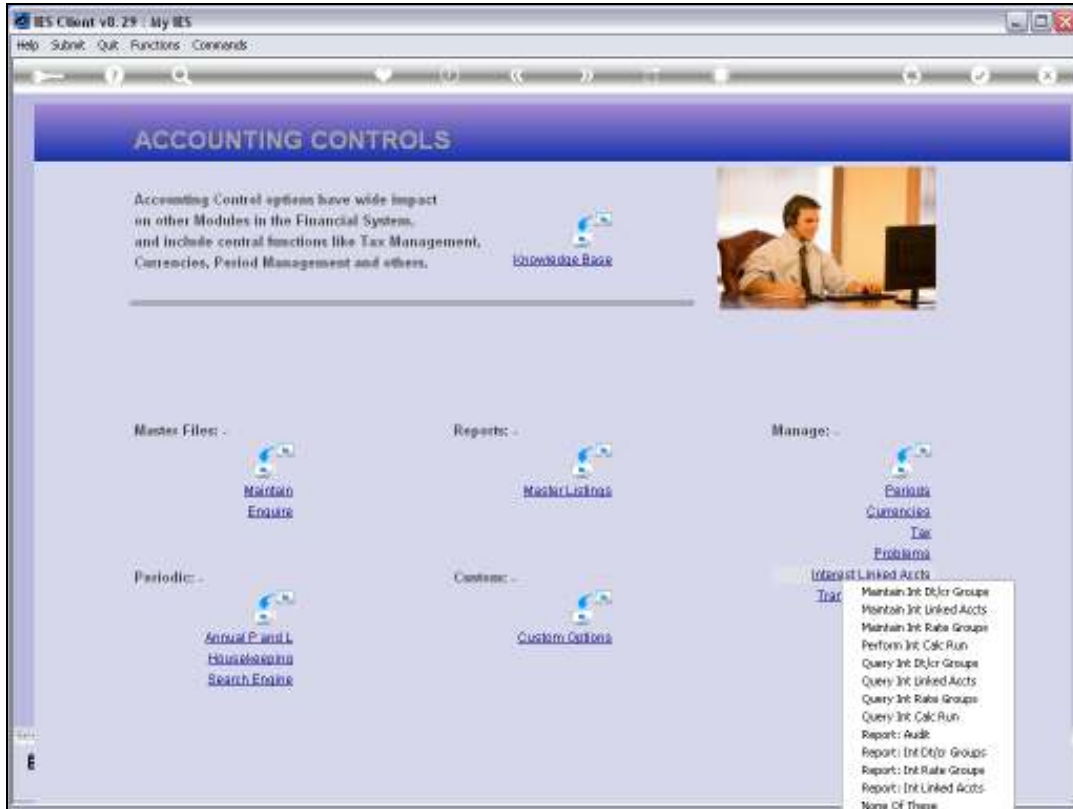 IES Client v8.29 : My IES
Help Submit Quit Functions Commands
ACCOUNTING CONTROLS
Accounting Control options have wide impact
on other Modules in the Financial System,
and include central functions like Tax Management,
Currencies, Period Management and others.
Knowledge Base
Master Files: -
Maintain
Enquire
Reports: -
Master Listings
Manage: -
Periods
Currencies
Tax
Problems
Interest Linked Accts
Periodic: -
Annual P and L
Housekeeping
Search Engine
Custom: -
Custom Options
Maintain Int Dt/cr Groups
Maintain Int Linked Accts
Maintain Int Rate Groups
Perform Int Calc Run
Query Int Dt/cr Groups
Query Int Linked Accts
Query Int Rate Groups
Query Int Calc Run
Report: Audit
Report: Int Dt/cr Groups
Report: Int Rate Groups
Report: Int Linked Accts
None Of These